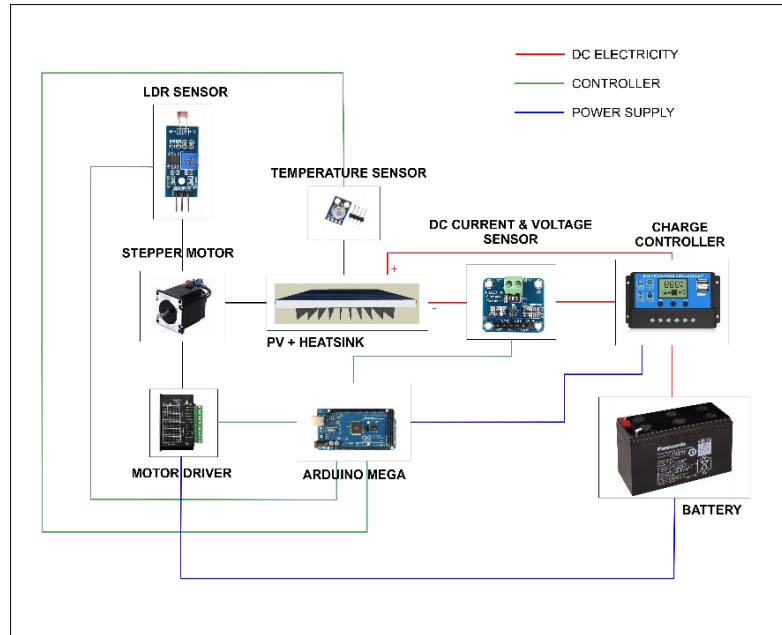 DC ELECTRICITY
CONTROLLER
POWER SUPPLY
LDR SENSOR
TEMPERATURE SENSOR
DC CURRENT & VOLTAGE
SENSOR
CHARGE
CONTROLLER
STEPPER MOTOR
+
-
PV + HEATSINK
MOTOR DRIVER
ARDUINO MEGA
Panasonic
BATTERY